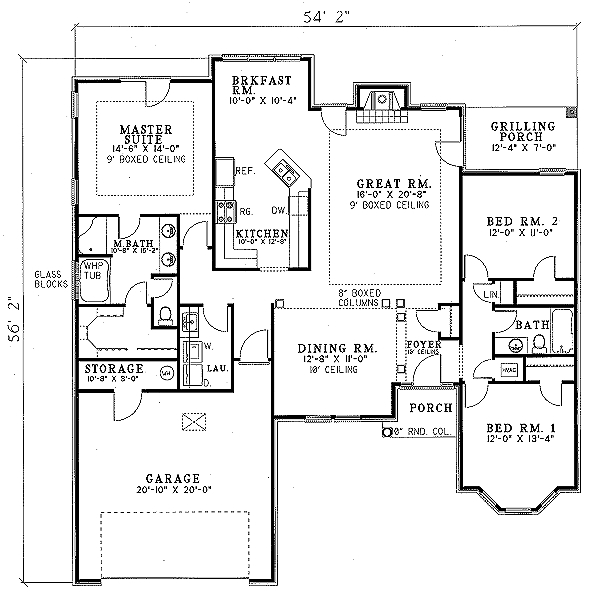 54' 2"
BRKFAST
RM.
10'-0" X 10'-4"
MASTER
SUITE
14'-6" X 14'-0"
9' BOXED CEILING
GRILLING
PORCH
12'-4" X 7'-0"
REF.
GREAT RM.
16'-0" X 20'-8"
9' BOXED CEILING
RG.
DW.
KITCHEN
10'-0" X 12'-8"
BED RM. 2
12'-0" X 11'-0"
M.BATH
10'-8" X 15'-2"
GLASS
BLOCKS
WHP
TUB
8" BOXED
COLUMNS
LIN.
56' 2"
BATH
W.
LAU.
D.
DINING RM.
12'-8" X 11'-0"
10' CEILING
FOYER
10' CEILING
STORAGE
10'-8" X 3'-0"
WH
HVAC
PORCH
10" RND. COL.
BED RM. 1
12'-0" X 13'-4"
GARAGE
20'-10" X 20'-0"